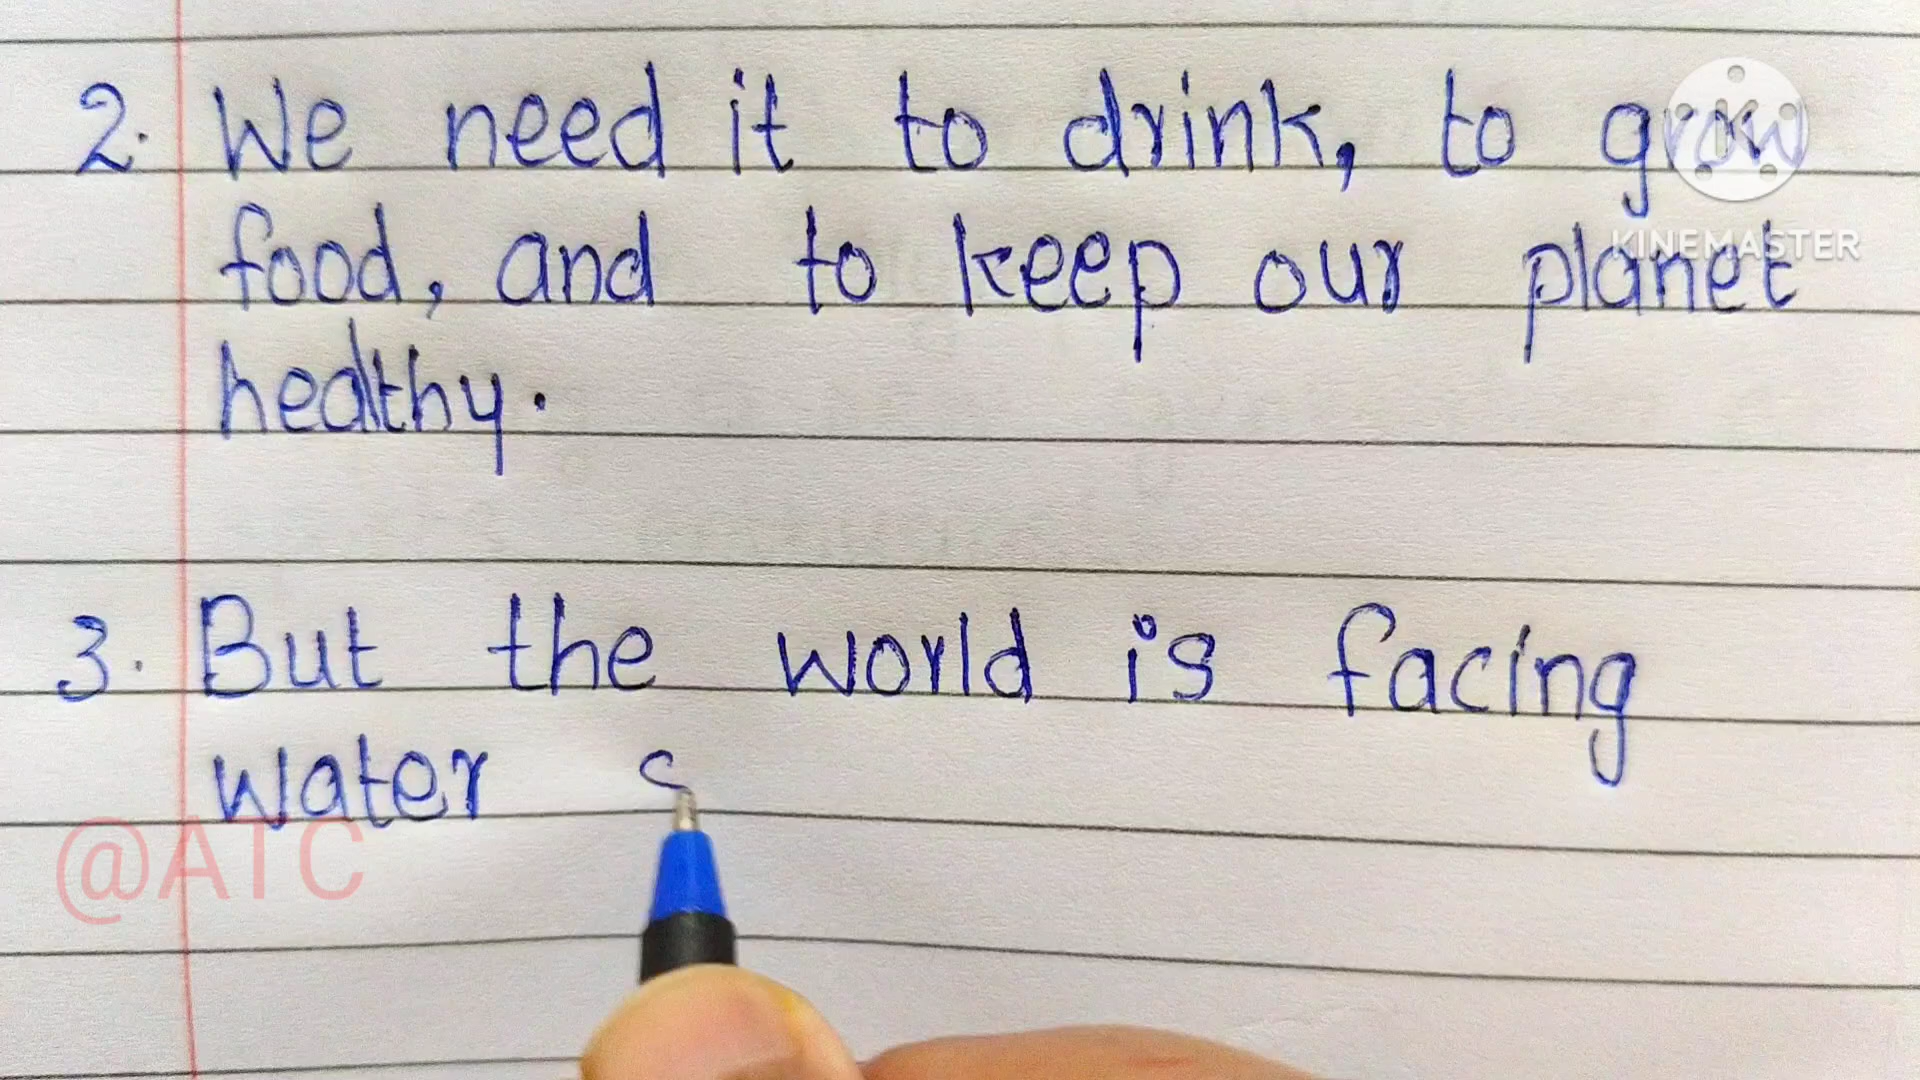 2. We need it to drink, to grow
food, and to keep our planet
KINEMASTER
healthy.
3. But the world is facing
water s
@ATC